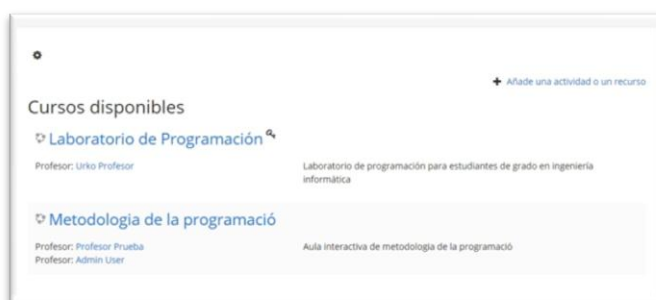 Añade una actividad o un recurso
Cursos disponibles
Laboratorio de Programación
Profesor: Urko Profesor
Laboratorio de programación para estudiantes de grado en ingeniería
informática
Metodologia de la programació
Profesor: Profesor Prueba
Aula interactiva de metodologia de la programació
Profesor: Admin User